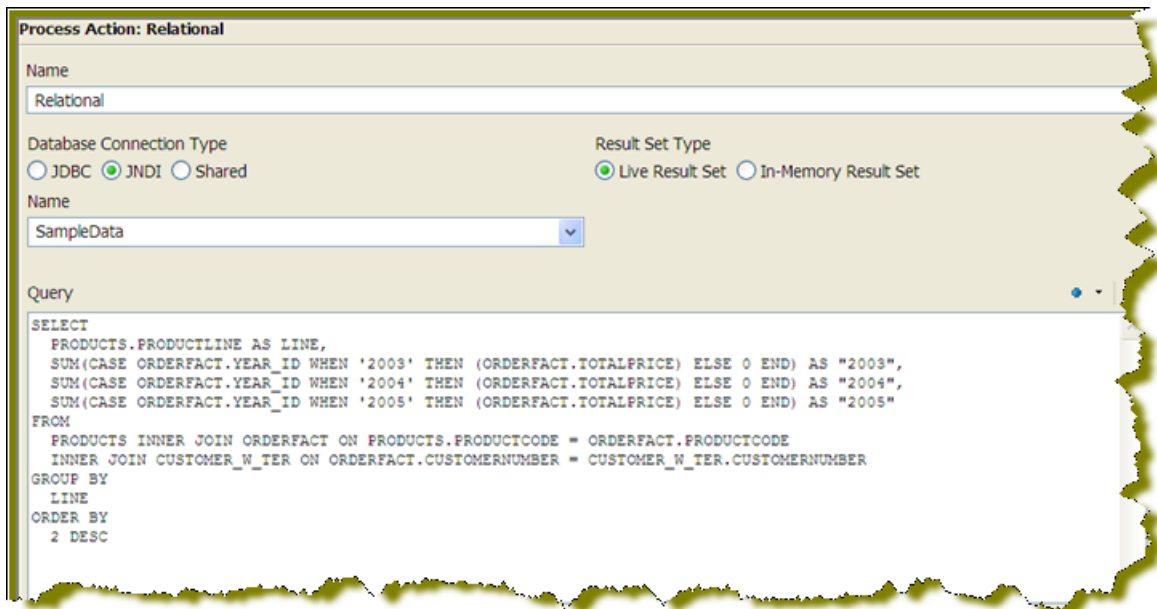 Process Action: Relational
Name
Relational
Database Connection Type
JDBC JNDI Shared
Result Set Type
Live Result Set In-Memory Result Set
Name
SampleData
Query
SELECT
PRODUCTS.PRODUCTLINE AS LINE,
SUM(CASE ORDERFACT.YEAR_ID WHEN '2003' THEN (ORDERFACT.TOTALPRICE) ELSE 0 END) AS "2003",
SUM(CASE ORDERFACT.YEAR_ID WHEN '2004' THEN (ORDERFACT.TOTALPRICE) ELSE 0 END) AS "2004",
SUM(CASE ORDERFACT.YEAR_ID WHEN '2005' THEN (ORDERFACT.TOTALPRICE) ELSE 0 END) AS "2005"
FROM
PRODUCTS INNER JOIN ORDERFACT ON PRODUCTS.PRODUCTCODE = ORDERFACT.PRODUCTCODE
INNER JOIN CUSTOMER_W_TER ON ORDERFACT.CUSTOMERNUMBER = CUSTOMER_W_TER.CUSTOMERNUMBER
GROUP BY
LINE
ORDER BY
2 DESC